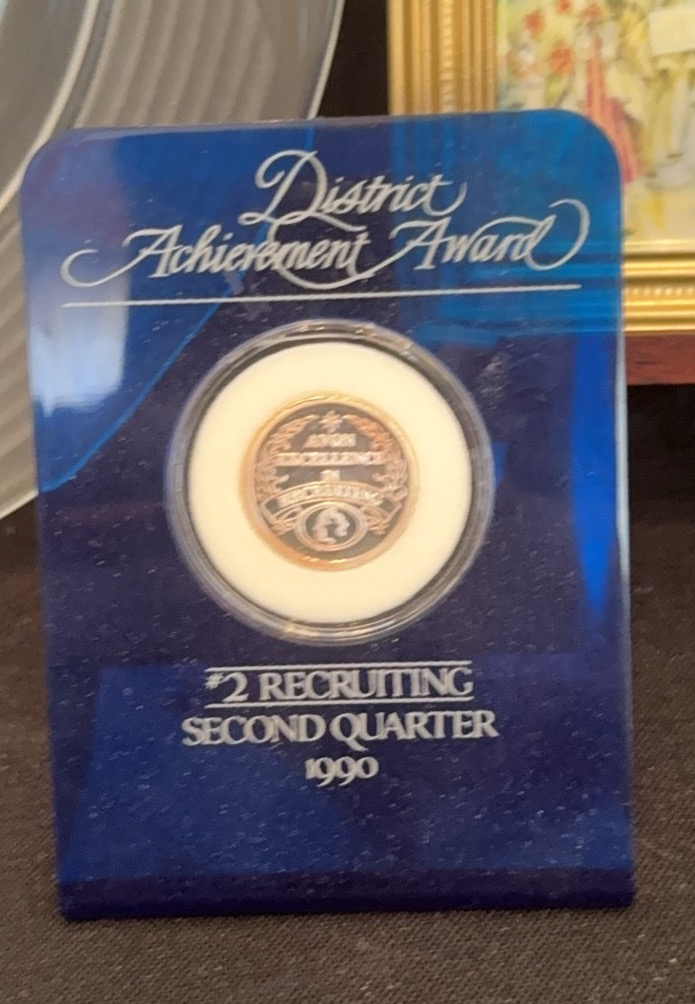 District
Achievement Award
AVON
EXCELLENCE
IN
RECRUITING
#2 RECRUITING
SECOND QUARTER
1990